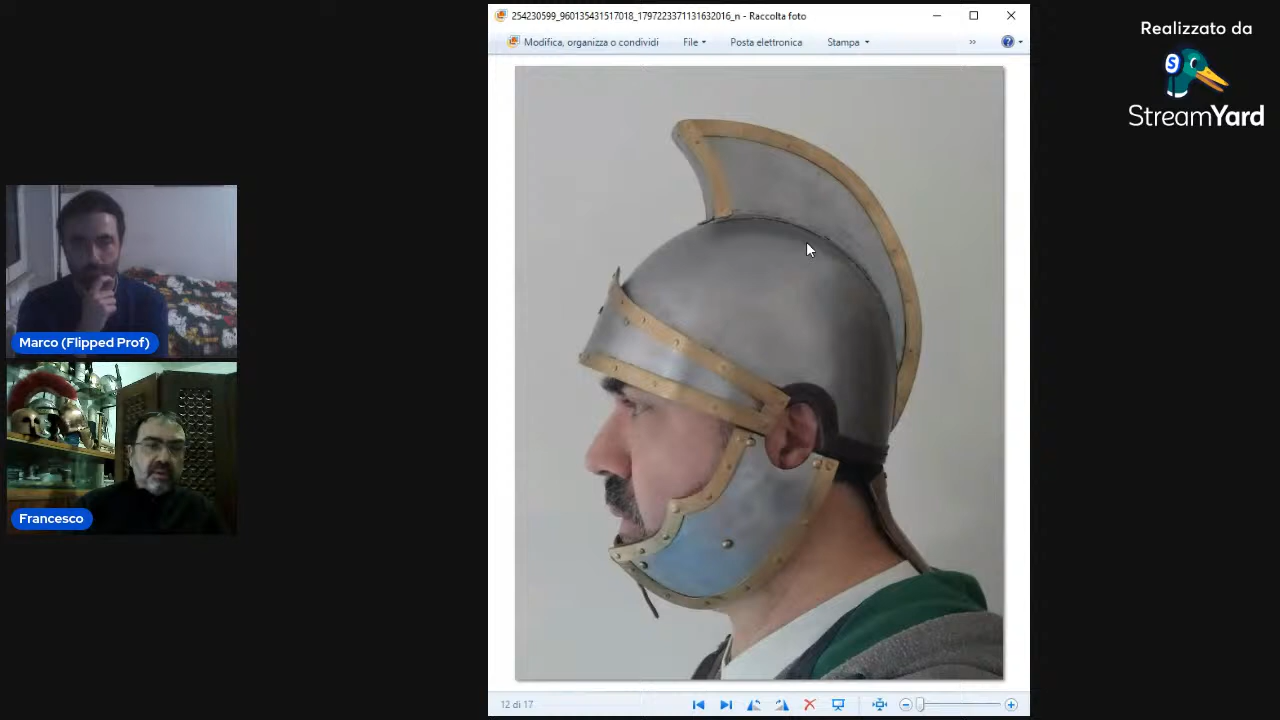 254230599_960135431517018_1797223371131632016_n - Raccolta foto
Modifica, organizza o condividi File Posta elettronica Stampa »
Realizzato da
S
StreamYard
Marco (Flipped Prof)
Francesco
12 di 17